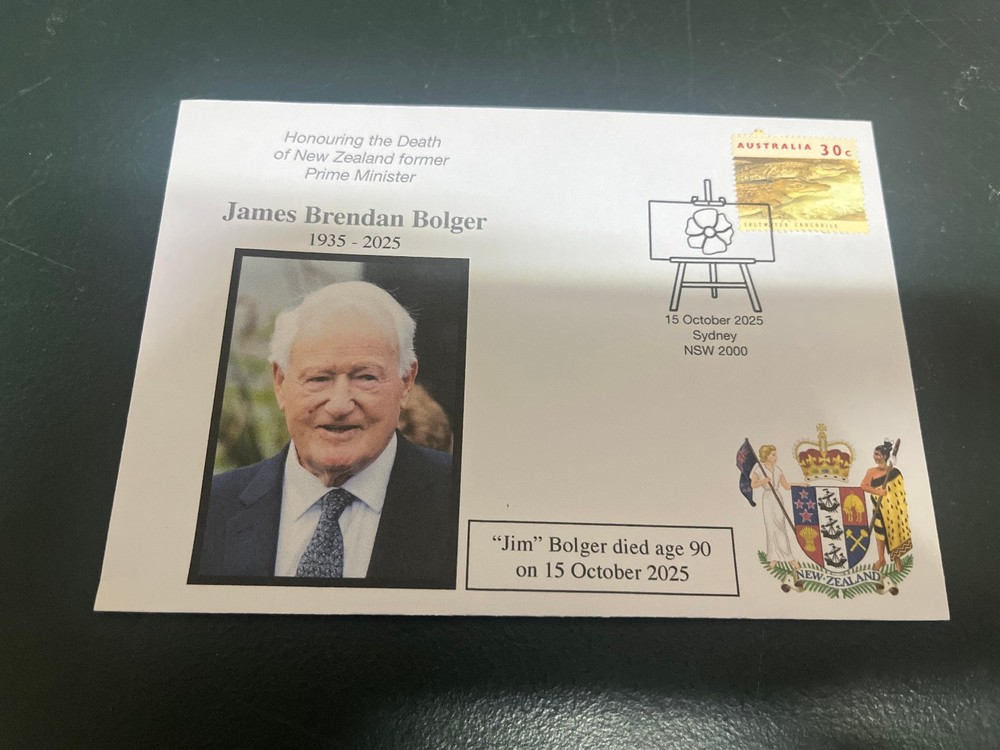 Honouring the Death
of New Zealand former
Prime Minister
James Brendan Bolger
1935 - 2025
AUSTRALIA 30c
SALTWATER CROCODILE
15 October 2025
Sydney
NSW 2000
“Jim” Bolger died age 90
on 15 October 2025
NEW ZEALAND